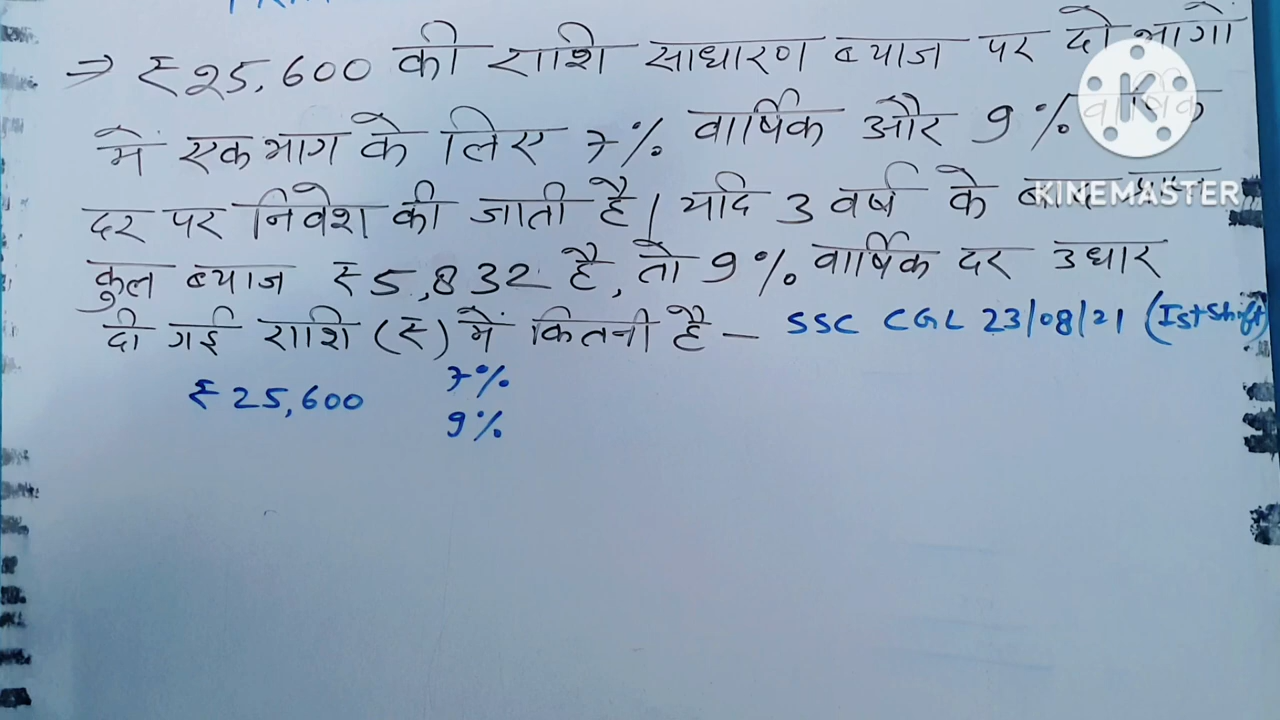 ⇒ ₹25,600 की राशि साधारण ब्याज पर दो भागों
में एक भाग के लिए 7% वार्षिक और 9% वार्षिक
दर पर निवेश की जाती है। यदि 3 वर्ष के बाद
KINEMASTER
कुल ब्याज ₹5,832 है, तो 9% वार्षिक दर उधार
दी गई राशि (₹) में कितनी है —
SSC CGL 23/08/21 (Ist Shift)
₹25,600
7%
9%